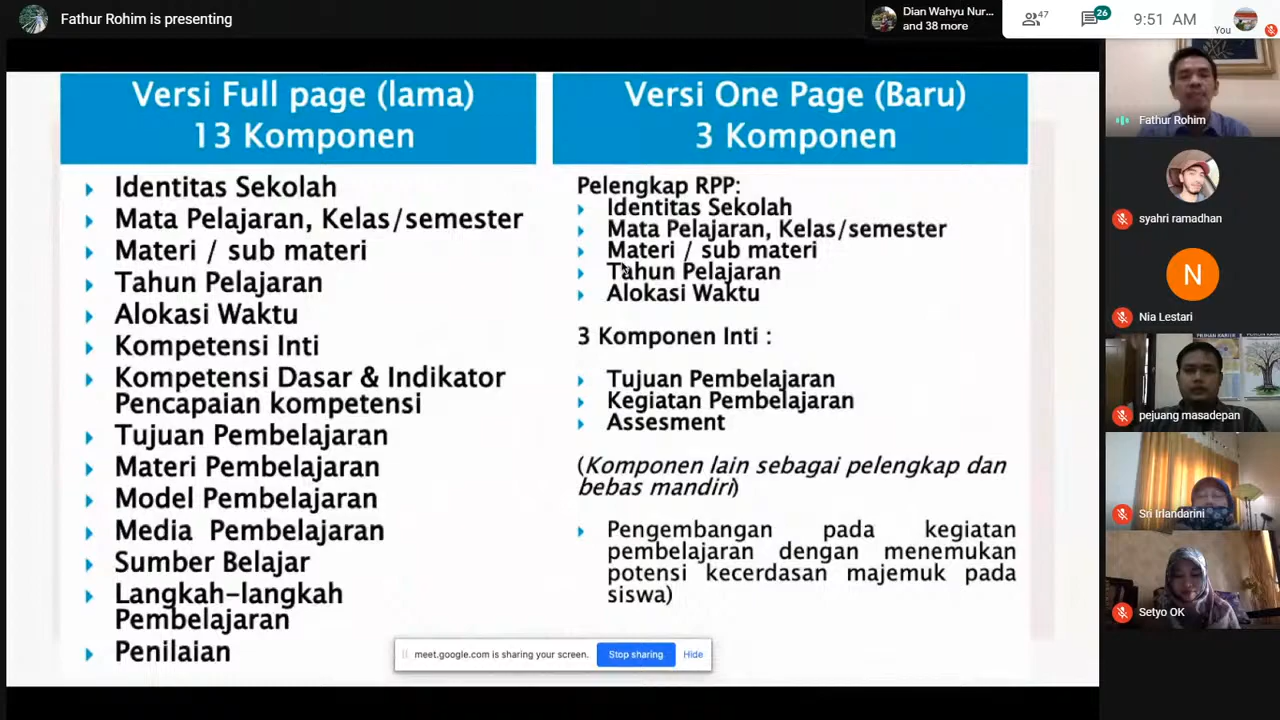 Fathur Rohim is presenting
Dian Wahyu Nur...
and 38 more
47
26
9:51 AM
You
Versi Full page (lama)
13 Komponen
Identitas Sekolah
Mata Pelajaran, Kelas/semester
Materi / sub materi
Tahun Pelajaran
Alokasi Waktu
Kompetensi Inti
Kompetensi Dasar & Indikator
Pencapaian kompetensi
Tujuan Pembelajaran
Materi Pembelajaran
Model Pembelajaran
Media Pembelajaran
Sumber Belajar
Langkah-langkah
Pembelajaran
Penilaian
Versi One Page (Baru)
3 Komponen
Pelengkap RPP:
Identitas Sekolah
Mata Pelajaran, Kelas/semester
Materi / sub materi
Tahun Pelajaran
Alokasi Waktu
3 Komponen Inti :
Tujuan Pembelajaran
Kegiatan Pembelajaran
Assesment
(Komponen lain sebagai pelengkap dan
bebas mandiri)
Pengembangan pada kegiatan
pembelajaran dengan menemukan
potensi kecerdasan majemuk pada
siswa)
meet.google.com is sharing your screen.
Stop sharing
Hide
Fathur Rohim
syahri ramadhan
N
Nia Lestari
pejuang masadepan
Sri Irlandarini
Setyo OK